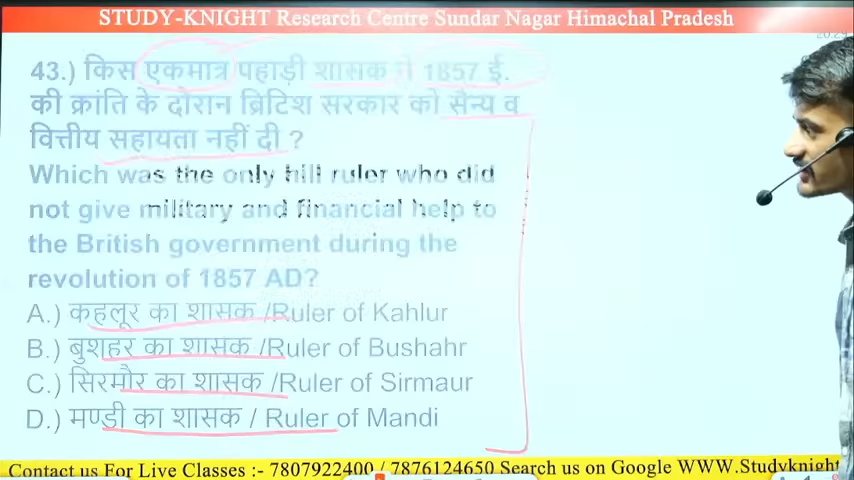 STUDY-KNIGHT Research Centre Sundar Nagar Himachal Pradesh
43.) किस एकमात्र पहाड़ी शासक ने 1857 ई.
की क्रांति के दौरान ब्रिटिश सरकार को सैन्य व
वित्तीय सहायता नहीं दी ?
Which was the only hill ruler who did
not give military and financial help to
the British government during the
revolution of 1857 AD?
A.) कहलूर का शासक /Ruler of Kahlur
B.) बुशहर का शासक /Ruler of Bushahr
C.) सिरमौर का शासक /Ruler of Sirmaur
D.) मण्डी का शासक / Ruler of Mandi
Contact us For Live Classes :- 7807922400 / 7876124650 Search us on Google WWW.Studyknight